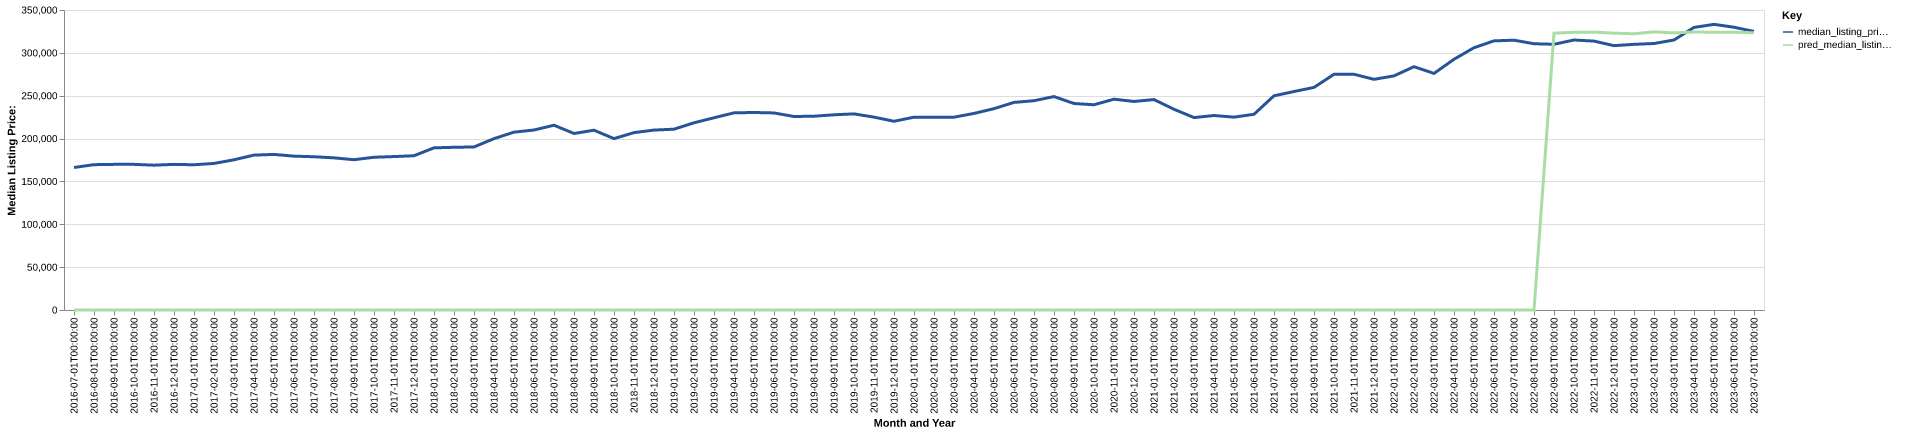 350,000
300,000
250,000
200,000
150,000
100,000
50,000
0
Median Listing Price:
2016-07-01T00:00:00
2016-08-01T00:00:00
2016-09-01T00:00:00
2016-10-01T00:00:00
2016-11-01T00:00:00
2016-12-01T00:00:00
2017-01-01T00:00:00
2017-02-01T00:00:00
2017-03-01T00:00:00
2017-04-01T00:00:00
2017-05-01T00:00:00
2017-06-01T00:00:00
2017-07-01T00:00:00
2017-08-01T00:00:00
2017-09-01T00:00:00
2017-10-01T00:00:00
2017-11-01T00:00:00
2017-12-01T00:00:00
2018-01-01T00:00:00
2018-02-01T00:00:00
2018-03-01T00:00:00
2018-04-01T00:00:00
2018-05-01T00:00:00
2018-06-01T00:00:00
2018-07-01T00:00:00
2018-08-01T00:00:00
2018-09-01T00:00:00
2018-10-01T00:00:00
2018-11-01T00:00:00
2018-12-01T00:00:00
2019-01-01T00:00:00
2019-02-01T00:00:00
2019-03-01T00:00:00
2019-04-01T00:00:00
2019-05-01T00:00:00
2019-06-01T00:00:00
2019-07-01T00:00:00
2019-08-01T00:00:00
2019-09-01T00:00:00
2019-10-01T00:00:00
2019-11-01T00:00:00
2019-12-01T00:00:00
2020-01-01T00:00:00
2020-02-01T00:00:00
2020-03-01T00:00:00
2020-04-01T00:00:00
2020-05-01T00:00:00
2020-06-01T00:00:00
2020-07-01T00:00:00
2020-08-01T00:00:00
2020-09-01T00:00:00
2020-10-01T00:00:00
2020-11-01T00:00:00
2020-12-01T00:00:00
2021-01-01T00:00:00
2021-02-01T00:00:00
2021-03-01T00:00:00
2021-04-01T00:00:00
2021-05-01T00:00:00
2021-06-01T00:00:00
2021-07-01T00:00:00
2021-08-01T00:00:00
2021-09-01T00:00:00
2021-10-01T00:00:00
2021-11-01T00:00:00
2021-12-01T00:00:00
2022-01-01T00:00:00
2022-02-01T00:00:00
2022-03-01T00:00:00
2022-04-01T00:00:00
2022-05-01T00:00:00
2022-06-01T00:00:00
2022-07-01T00:00:00
2022-08-01T00:00:00
2022-09-01T00:00:00
2022-10-01T00:00:00
2022-11-01T00:00:00
2022-12-01T00:00:00
2023-01-01T00:00:00
2023-02-01T00:00:00
2023-03-01T00:00:00
2023-04-01T00:00:00
2023-05-01T00:00:00
2023-06-01T00:00:00
2023-07-01T00:00:00
Month and Year
Key
median_listing_pri…
pred_median_listin…